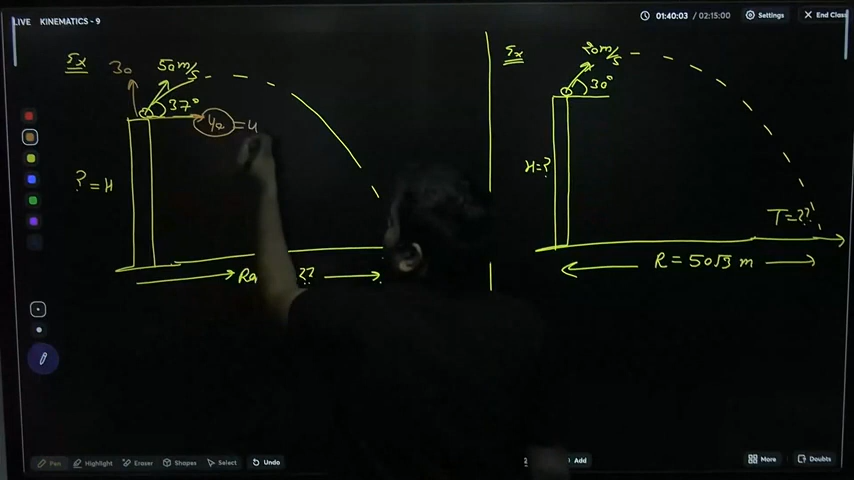 LIVE KINEMATICS - 9
01:40:03 / 02:15:00
Settings
End Class
Ex
30
50 m/s
37°
40 = u
? = H
??
Ex
20 m/s
30°
H = ?
T = ??
R = 50√3 m
Pen
Highlight
Eraser
Shapes
Select
Undo
Add
More
Doubts